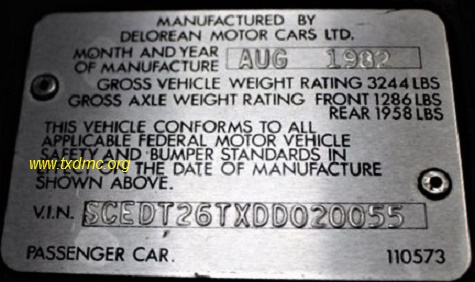 MANUFACTURED BY
DELOREAN MOTOR CARS LTD.
MONTH AND YEAR
OF MANUFACTURE AUG 1982
GROSS VEHICLE WEIGHT RATING 3244 LBS
GROSS AXLE WEIGHT RATING FRONT 1286 LBS
REAR 1958 LBS
THIS VEHICLE CONFORMS TO ALL
APPLICABLE FEDERAL MOTOR VEHICLE
www.txdmc.org
SAFETY AND BUMPER STANDARDS IN
ON THE DATE OF MANUFACTURE
SHOWN ABOVE.
V.I.N. SCEDT26TXDD020055
PASSENGER CAR. 110573